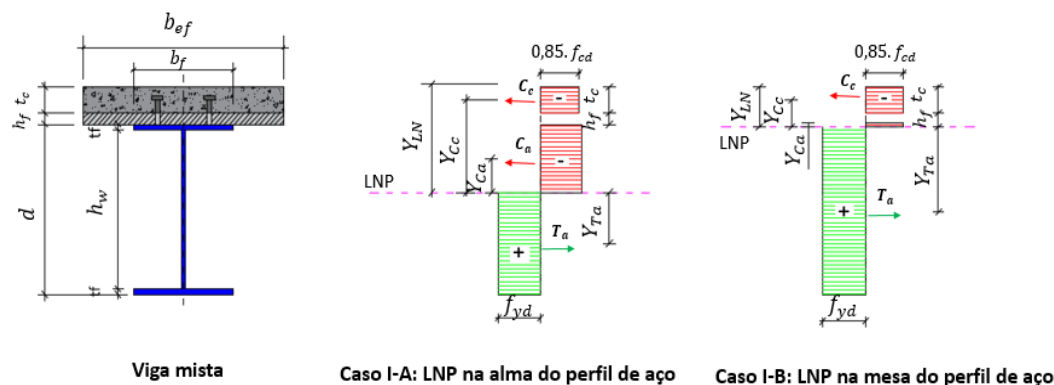 b_ef
b_f
t_c
h_f
tf
d
h_w
tf
Viga mista
0,85. f_cd
C_c
-
t_c
h_f
Y_LN
Y_Cc
C_a
-
Y_Ca
LNP
Y_Ta
T_a
+
f_yd
Caso I-A: LNP na alma do perfil de aço
0,85. f_cd
C_c
-
t_c
h_f
Y_LN
Y_Cc
LNP
Y_Ca
Y_Ta
T_a
+
f_yd
Caso I-B: LNP na mesa do perfil de aço